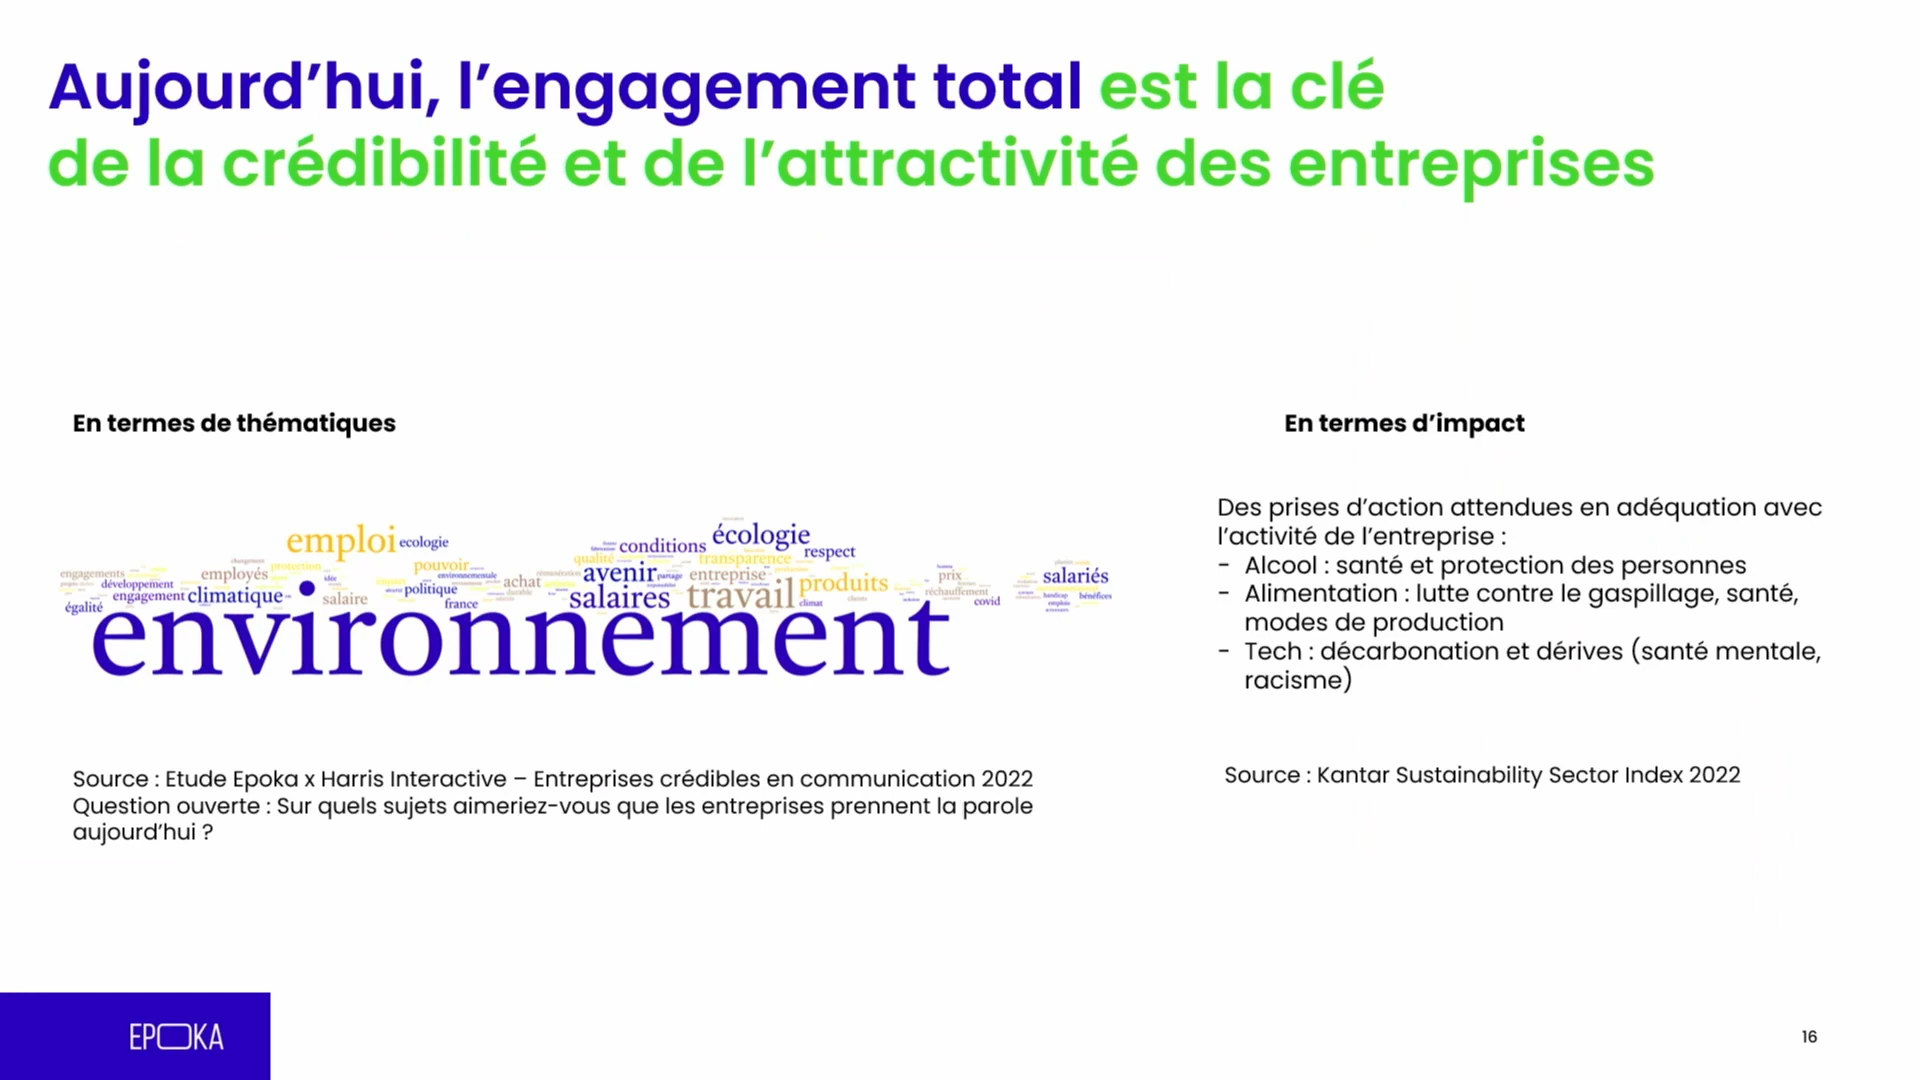 Aujourd’hui, l’engagement total est la clé
de la crédibilité et de l’attractivité des entreprises
En termes de thématiques
emploi ecologie
écologie
conditions
respect
qualité
transparence
protection
pouvoir
engagements
employés
idée
environnementale
rémunération
avenir
partage
entreprise
prix
salariés
développement
achat
produits
politique
durable
réchauffement
engagement climatique
salaire
france
salaires
travail
climat
covid
handicap
bénéfices
égalité
environnement
Source : Etude Epoka x Harris Interactive – Entreprises crédibles en communication 2022
Question ouverte : Sur quels sujets aimeriez-vous que les entreprises prennent la parole
aujourd’hui ?
En termes d’impact
Des prises d’action attendues en adéquation avec
l’activité de l’entreprise :
- Alcool : santé et protection des personnes
- Alimentation : lutte contre le gaspillage, santé,
modes de production
- Tech : décarbonation et dérives (santé mentale,
racisme)
Source : Kantar Sustainability Sector Index 2022
EPOKA
16